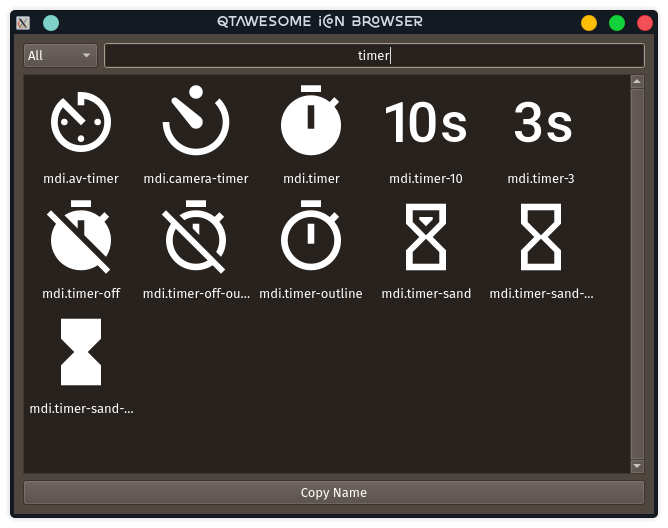 QTAWESOME ICON BROWSER
All
timer
10s
3s
mdi.av-timer
mdi.camera-timer
mdi.timer
mdi.timer-10
mdi.timer-3
mdi.timer-off
mdi.timer-off-ou...
mdi.timer-outline
mdi.timer-sand
mdi.timer-sand-...
mdi.timer-sand-...
Copy Name